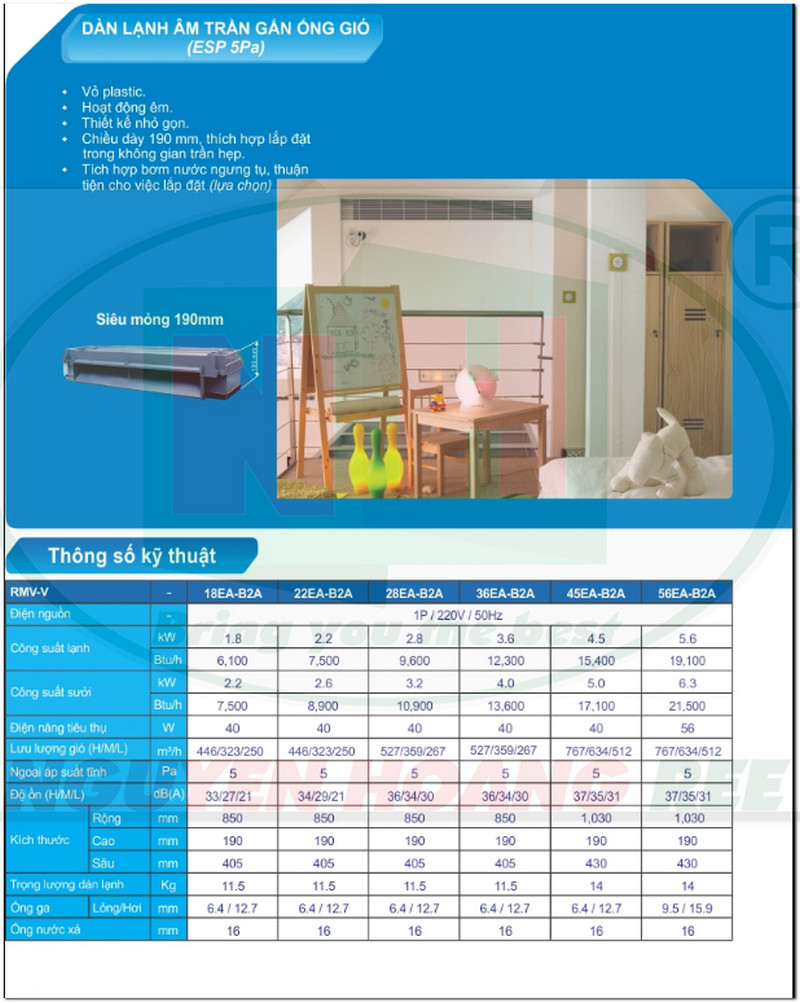 DÀN LẠNH ÂM TRẦN GẮN ỐNG GIÓ
(ESP 5Pa)
• Vỏ plastic.
• Hoạt động êm.
• Thiết kế nhỏ gọn.
• Chiều dày 190 mm, thích hợp lắp đặt
trong không gian trần hẹp.
• Tích hợp bơm nước ngưng tụ, thuận
tiện cho việc lắp đặt (lựa chọn)
Siêu mỏng 190mm
R
NH
Thông số kỹ thuật
RMV-V - 18EA-B2A 22EA-B2A 28EA-B2A 36EA-B2A 45EA-B2A 56EA-B2A
Điện nguồn - 1P / 220V / 50Hz
Công suất lạnh kW 1.8 2.2 2.8 3.6 4.5 5.6
Btu/h 6,100 7,500 9,600 12,300 15,400 19,100
Công suất sưởi kW 2.2 2.6 3.2 4.0 5.0 6.3
Btu/h 7,500 8,900 10,900 13,600 17,100 21,500
Điện năng tiêu thụ W 40 40 40 40 40 56
Lưu lượng gió (H/M/L) m³/h 446/323/250 446/323/250 527/359/267 527/359/267 767/634/512 767/634/512
Ngoại áp suất tĩnh Pa 5 5 5 5 5 5
Độ ồn (H/M/L) dB(A) 33/27/21 34/29/21 36/34/30 36/34/30 37/35/31 37/35/31
Kích thước Rộng mm 850 850 850 850 1,030 1,030
Cao mm 190 190 190 190 190 190
Sâu mm 405 405 405 405 430 430
Trọng lượng dàn lạnh Kg 11.5 11.5 11.5 11.5 14 14
Ống ga Lỏng/Hơi mm 6.4 / 12.7 6.4 / 12.7 6.4 / 12.7 6.4 / 12.7 6.4 / 12.7 9.5 / 15.9
Ống nước xả mm 16 16 16 16 16 16
Bring you the best
NGUYEN HOANG REE